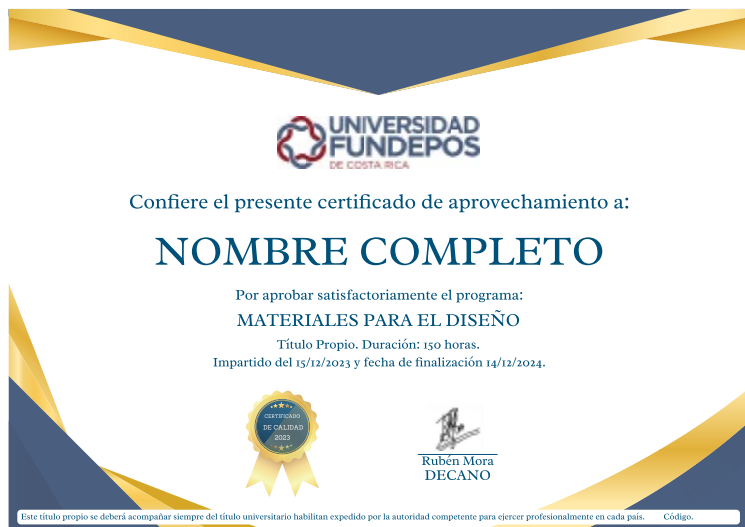 UNIVERSIDAD
FUNDEPOS
DE COSTA RICA
Confiere el presente certificado de aprovechamiento a:
NOMBRE COMPLETO
Por aprobar satisfactoriamente el programa:
MATERIALES PARA EL DISEÑO
Título Propio. Duración: 150 horas.
Impartido del 15/12/2023 y fecha de finalización 14/12/2024.
CERTIFICADO
DE CALIDAD
2023
Rubén Mora
DECANO
Este título propio se deberá acompañar siempre del título universitario habilitan expedido por la autoridad competente para ejercer profesionalmente en cada país. Código.